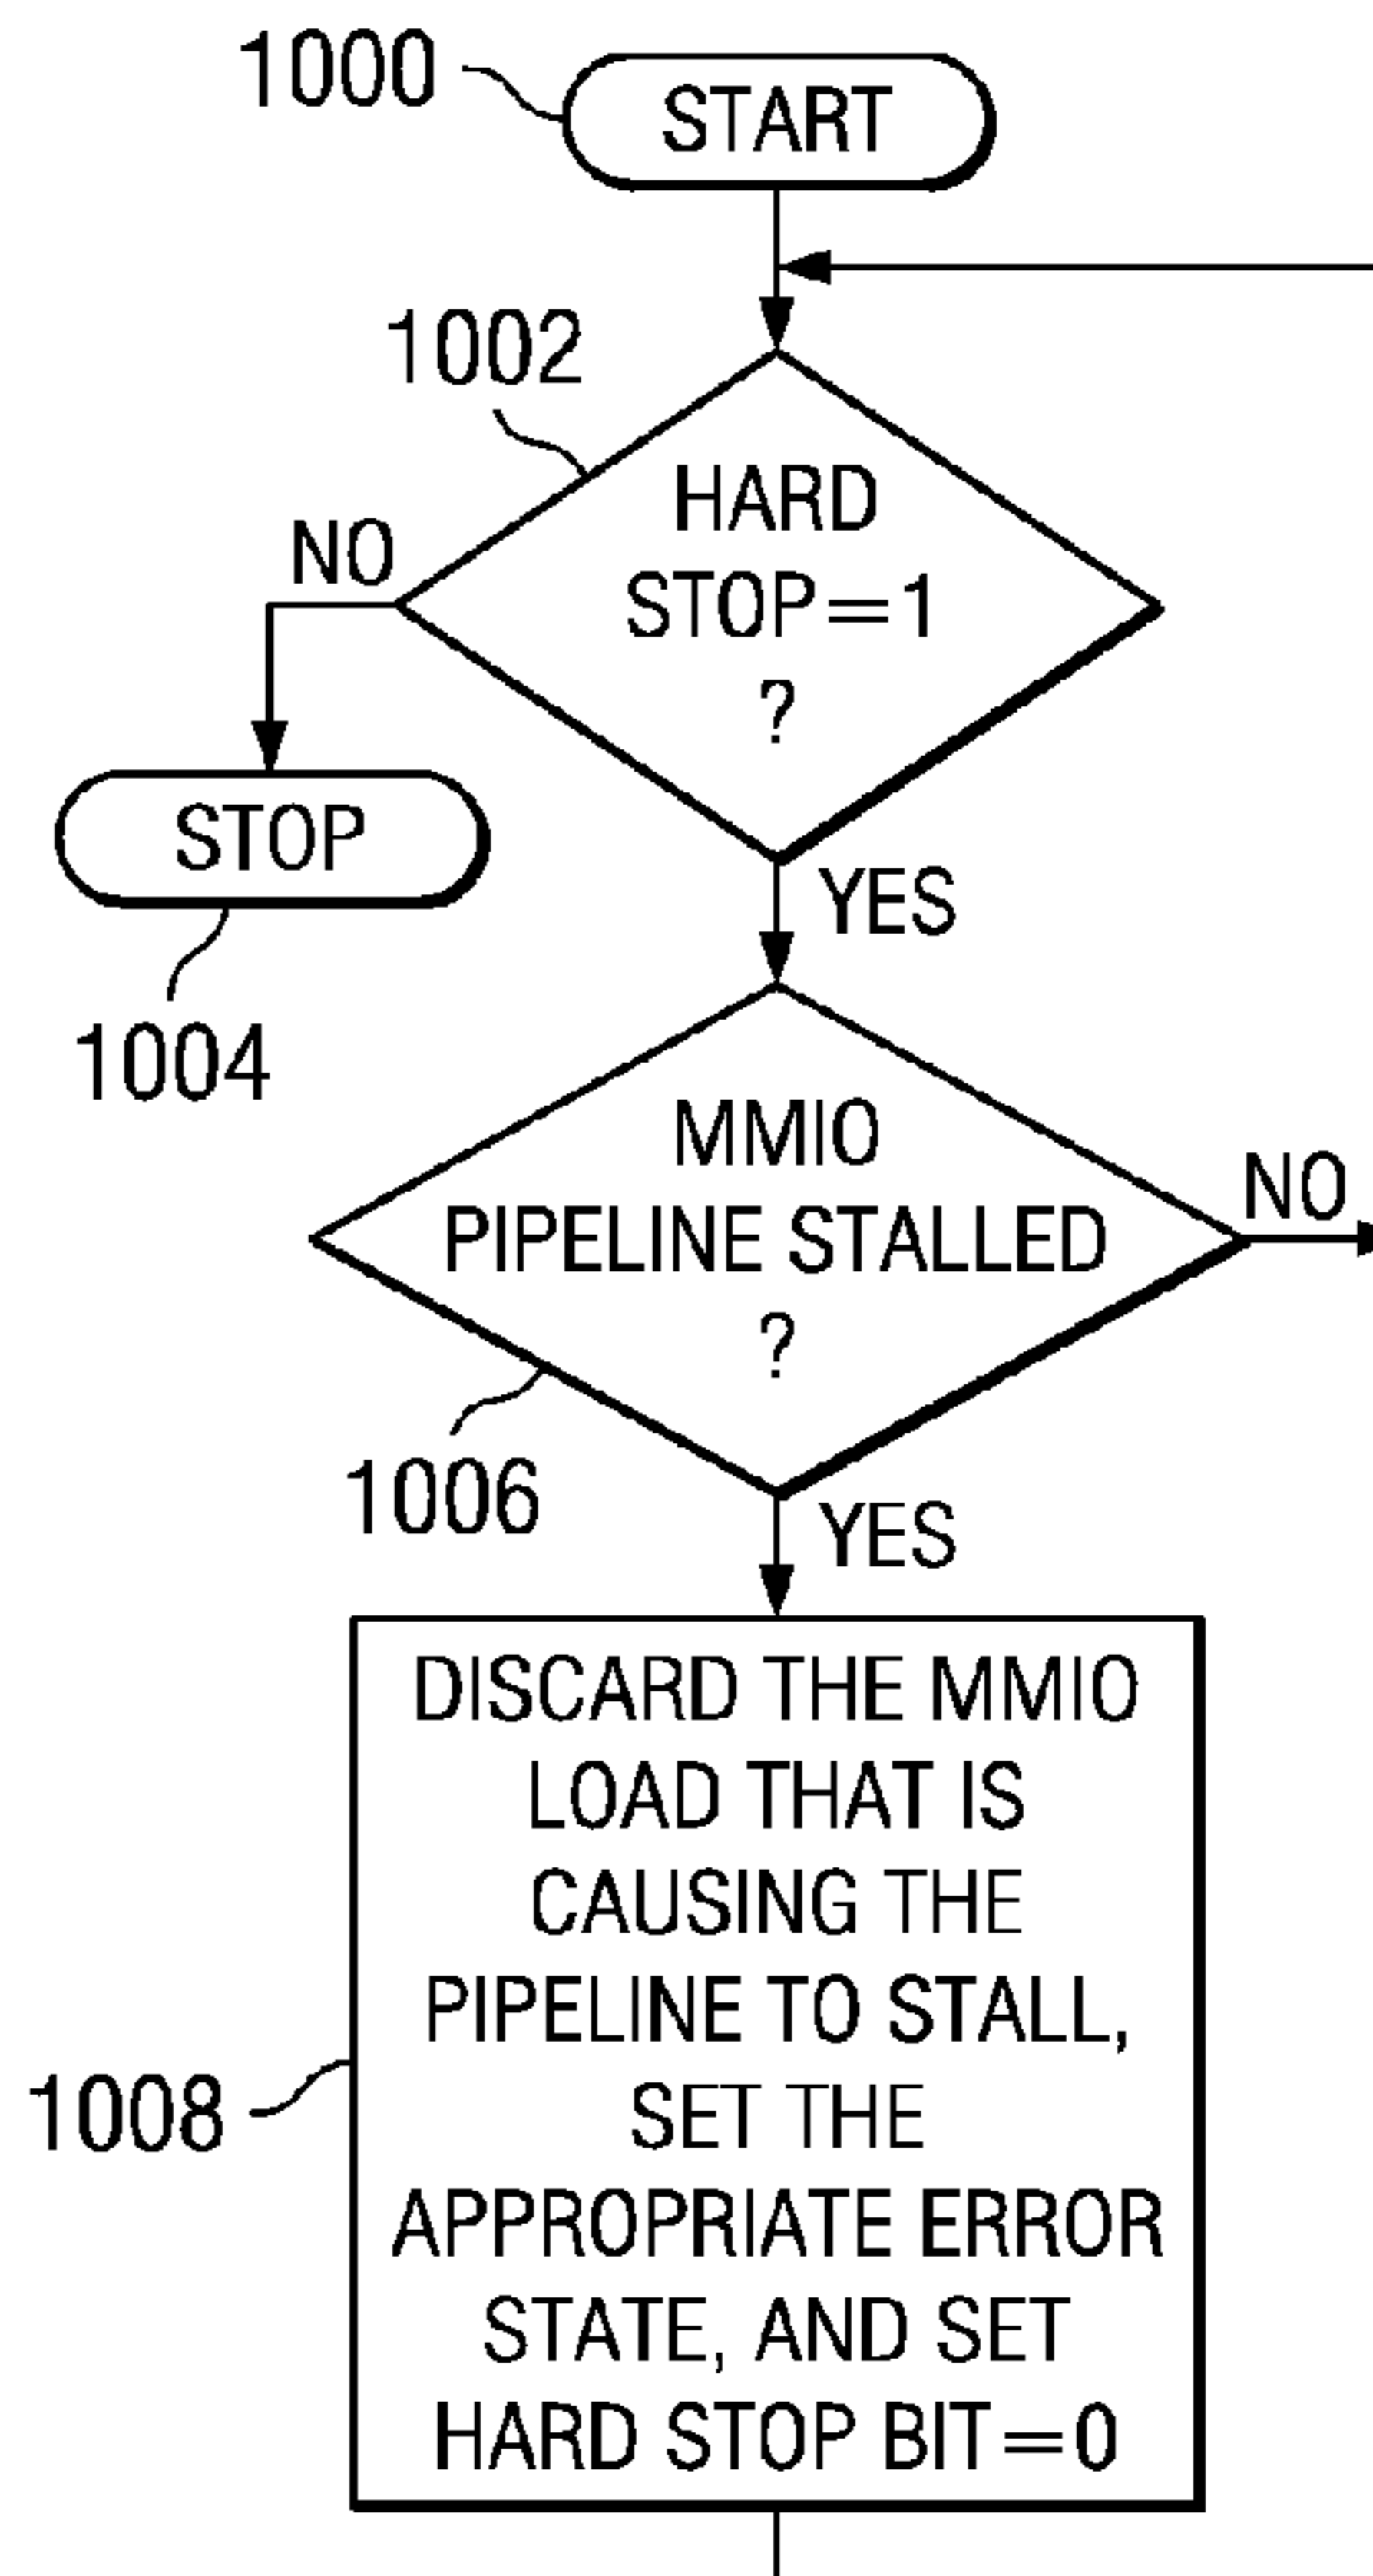 1000
START
1002
HARD
STOP=1
?
NO
STOP
1004
YES
MMIO
PIPELINE STALLED
?
NO
1006
YES
DISCARD THE MMIO
LOAD THAT IS
CAUSING THE
PIPELINE TO STALL,
SET THE
APPROPRIATE ERROR
STATE, AND SET
HARD STOP BIT=0
1008